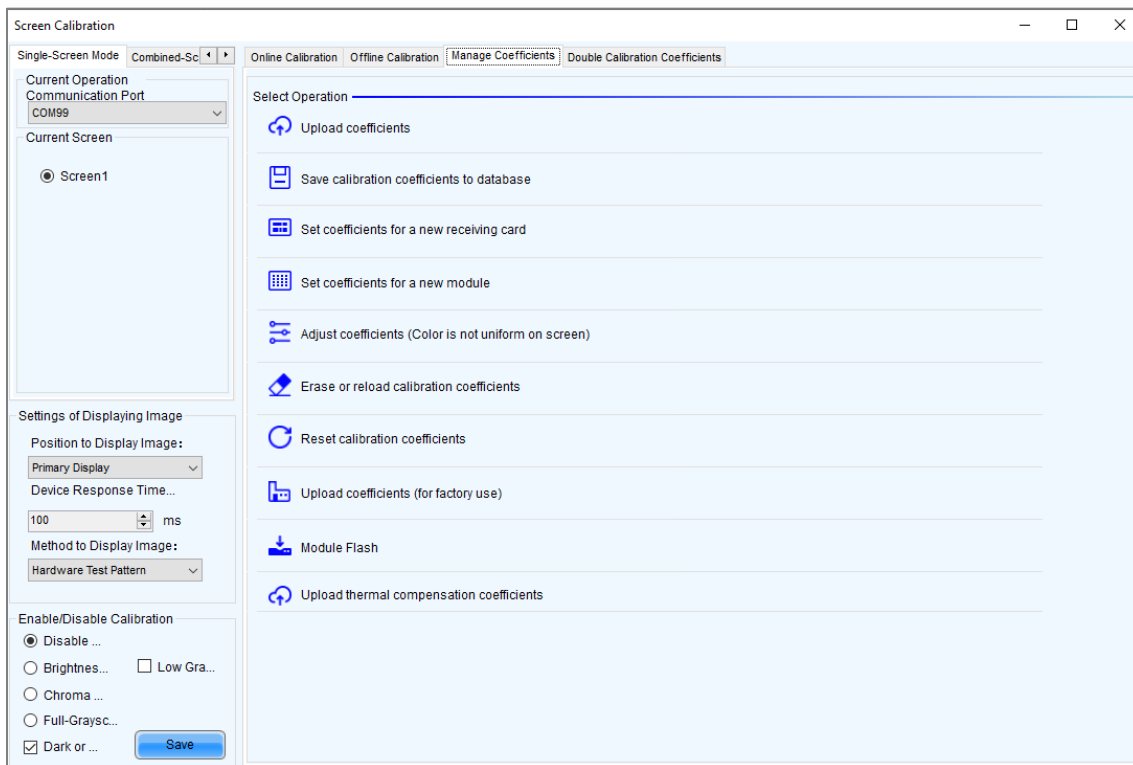 Screen Calibration
Single-Screen Mode
Combined-Sc
Online Calibration
Offline Calibration
Manage Coefficients
Double Calibration Coefficients
Current Operation
Communication Port
COM99
Current Screen
Screen1
Settings of Displaying Image
Position to Display Image:
Primary Display
Device Response Time...
100
ms
Method to Display Image:
Hardware Test Pattern
Enable/Disable Calibration
Disable ...
Brightnes...
Low Gra...
Chroma ...
Full-Graysc...
Dark or ...
Save
Select Operation
Upload coefficients
Save calibration coefficients to database
Set coefficients for a new receiving card
Set coefficients for a new module
Adjust coefficients (Color is not uniform on screen)
Erase or reload calibration coefficients
Reset calibration coefficients
Upload coefficients (for factory use)
Module Flash
Upload thermal compensation coefficients